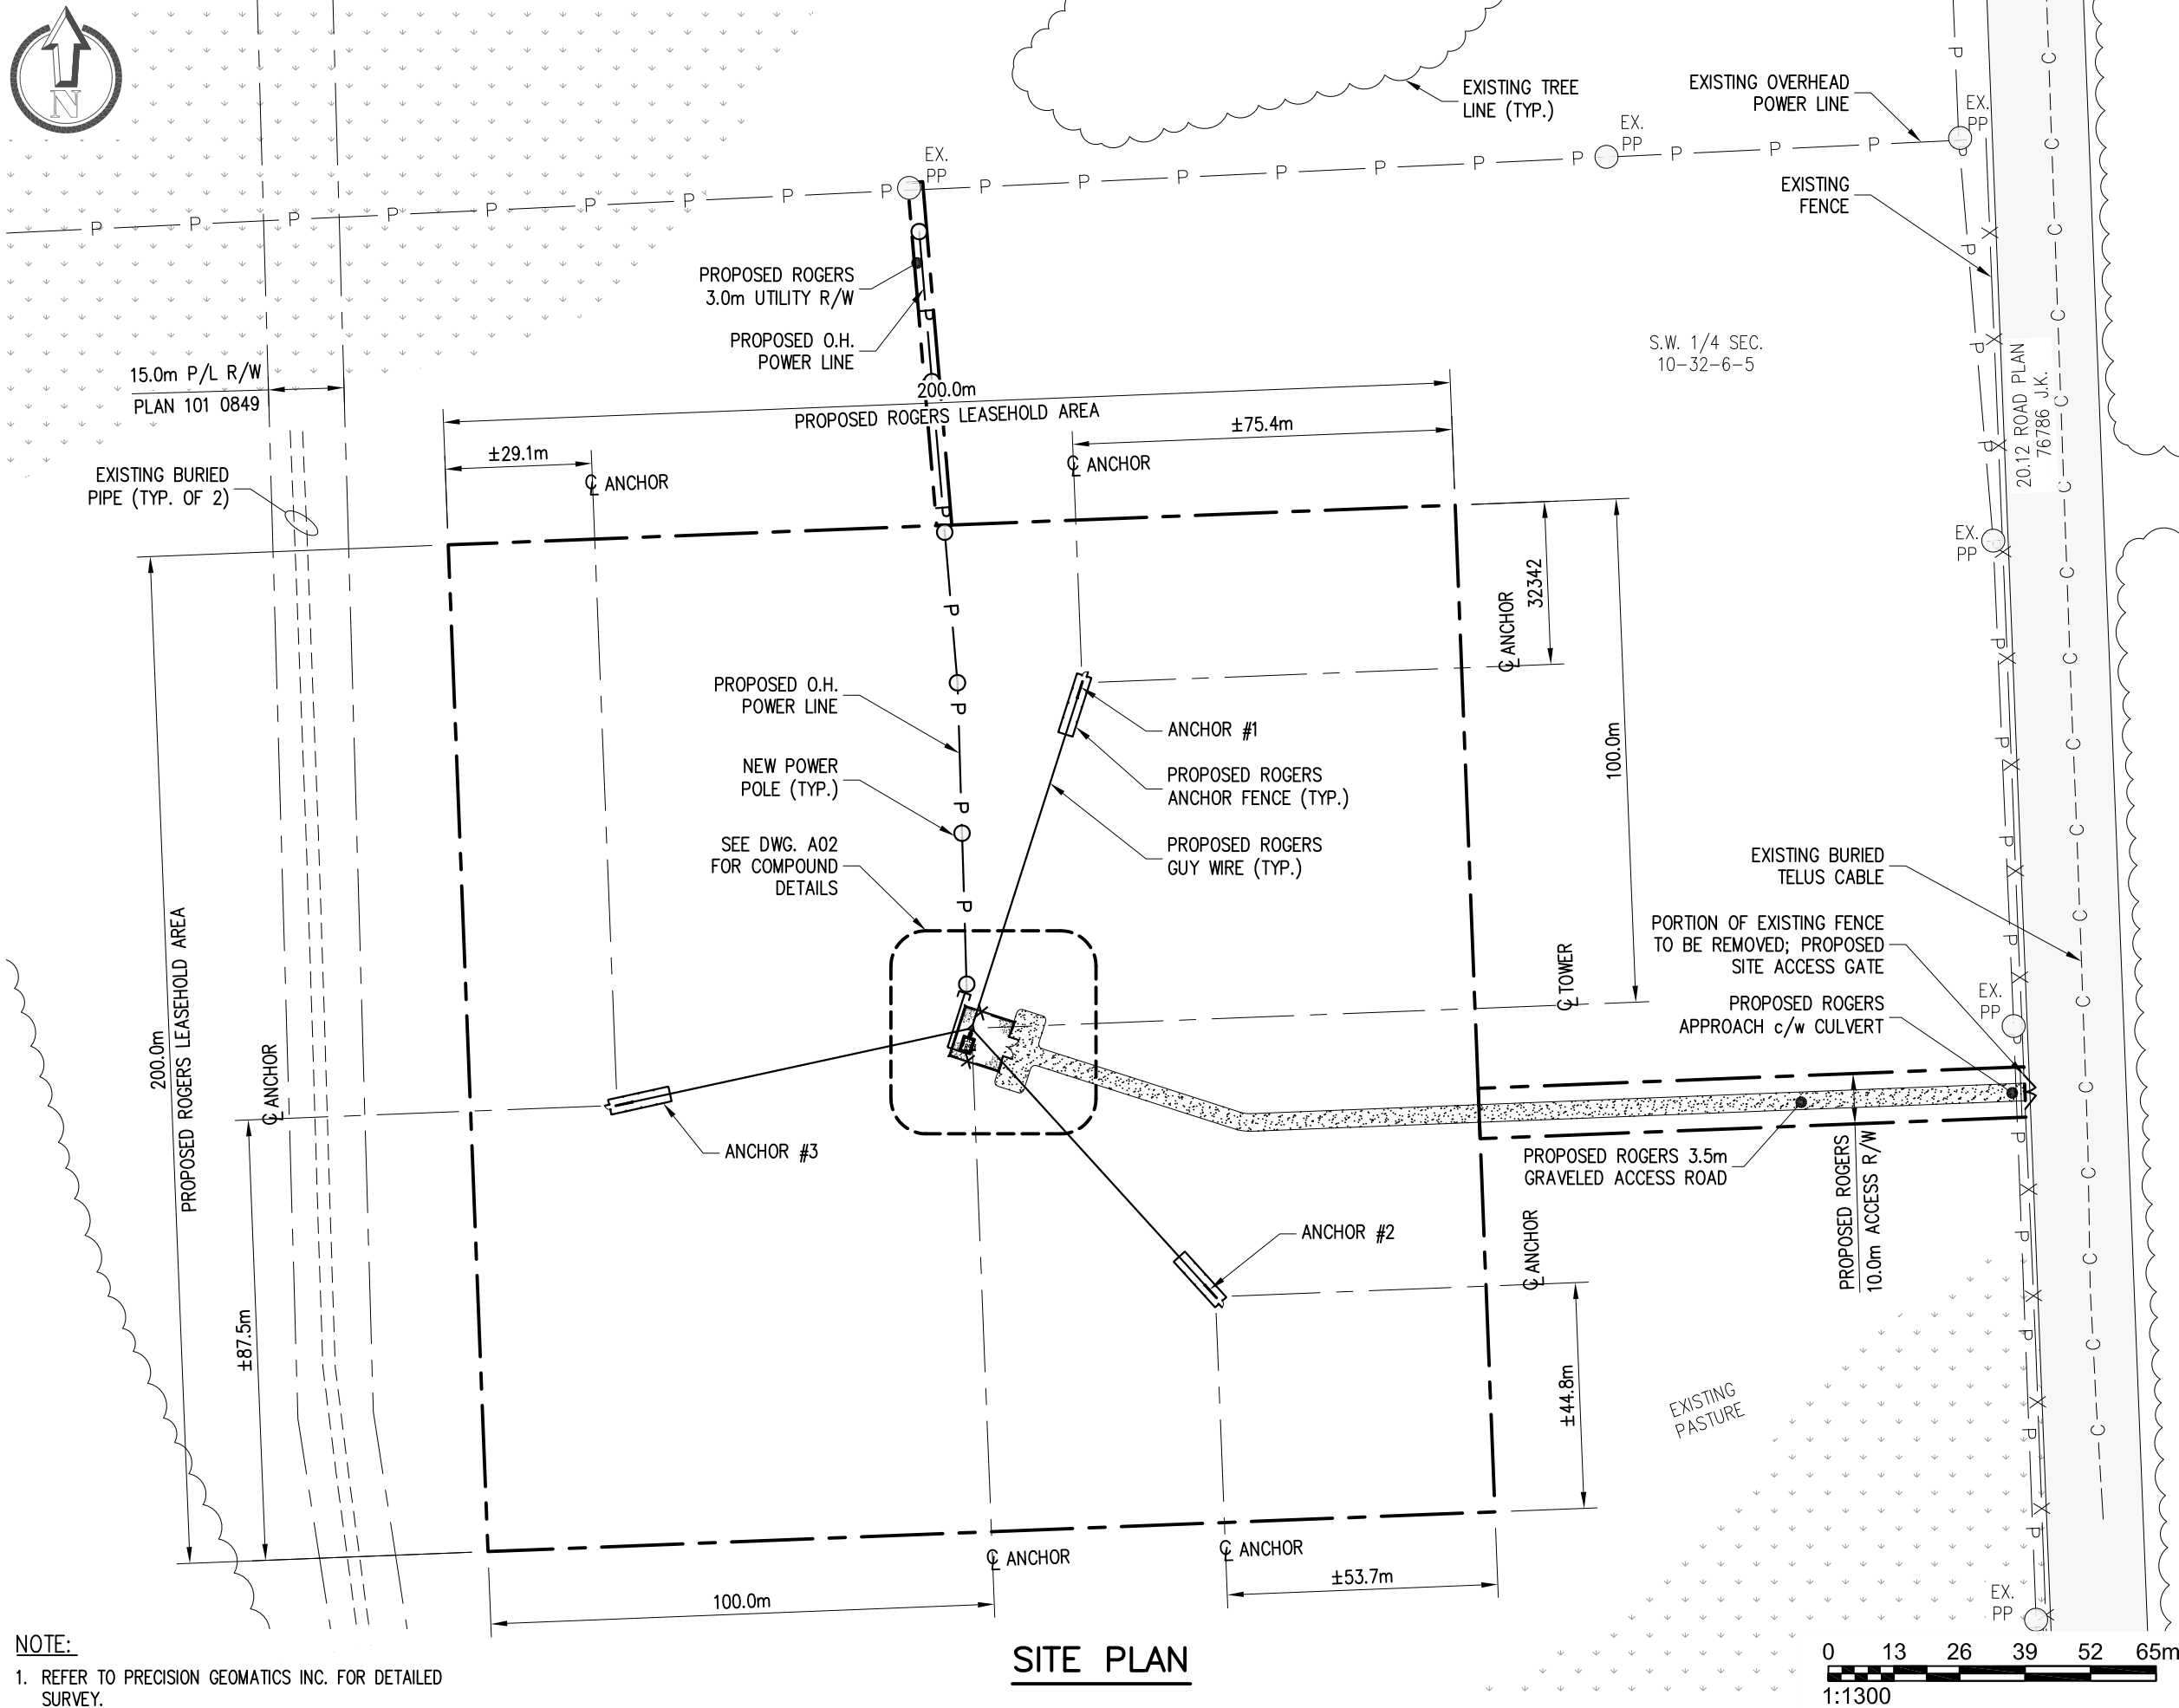 N
EXISTING TREE
LINE (TYP.)
EXISTING OVERHEAD
POWER LINE
EX.
PP
EX.
PP
EX.
PP
EXISTING
FENCE
PROPOSED ROGERS
3.0m UTILITY R/W
PROPOSED O.H.
POWER LINE
S.W. 1/4 SEC.
10-32-6-5
20.12 ROAD PLAN
76786 J.K.
15.0m P/L R/W
PLAN 101 0849
200.0m
PROPOSED ROGERS LEASEHOLD AREA
±75.4m
±29.1m
℄ ANCHOR
℄ ANCHOR
EXISTING BURIED
PIPE (TYP. OF 2)
EX.
PP
32342
℄ ANCHOR
100.0m
PROPOSED O.H.
POWER LINE
ANCHOR #1
NEW POWER
POLE (TYP.)
PROPOSED ROGERS
ANCHOR FENCE (TYP.)
SEE DWG. A02
FOR COMPOUND
DETAILS
PROPOSED ROGERS
GUY WIRE (TYP.)
EXISTING BURIED
TELUS CABLE
PORTION OF EXISTING FENCE
TO BE REMOVED; PROPOSED
SITE ACCESS GATE
℄ TOWER
EX.
PP
PROPOSED ROGERS
APPROACH c/w CULVERT
200.0m
PROPOSED ROGERS LEASEHOLD AREA
℄ ANCHOR
ANCHOR #3
PROPOSED ROGERS 3.5m
GRAVELED ACCESS ROAD
PROPOSED ROGERS
10.0m ACCESS R/W
ANCHOR #2
℄ ANCHOR
±87.5m
±44.8m
EXISTING
PASTURE
℄ ANCHOR
℄ ANCHOR
±53.7m
100.0m
EX.
PP
NOTE:
1. REFER TO PRECISION GEOMATICS INC. FOR DETAILED
SURVEY.
SITE PLAN
0 13 26 39 52 65m
1:1300